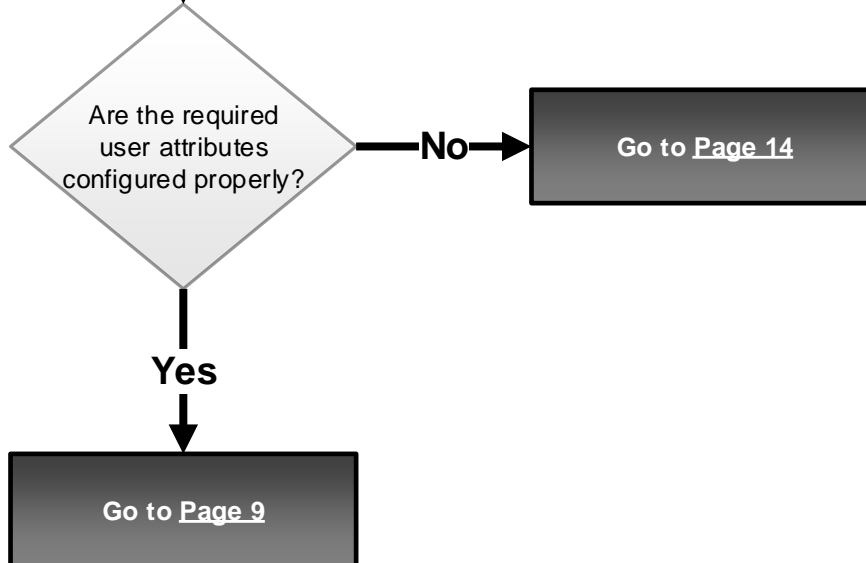 Are the required
user attributes
configured properly?
No
Go to Page 14
Yes
Go to Page 9